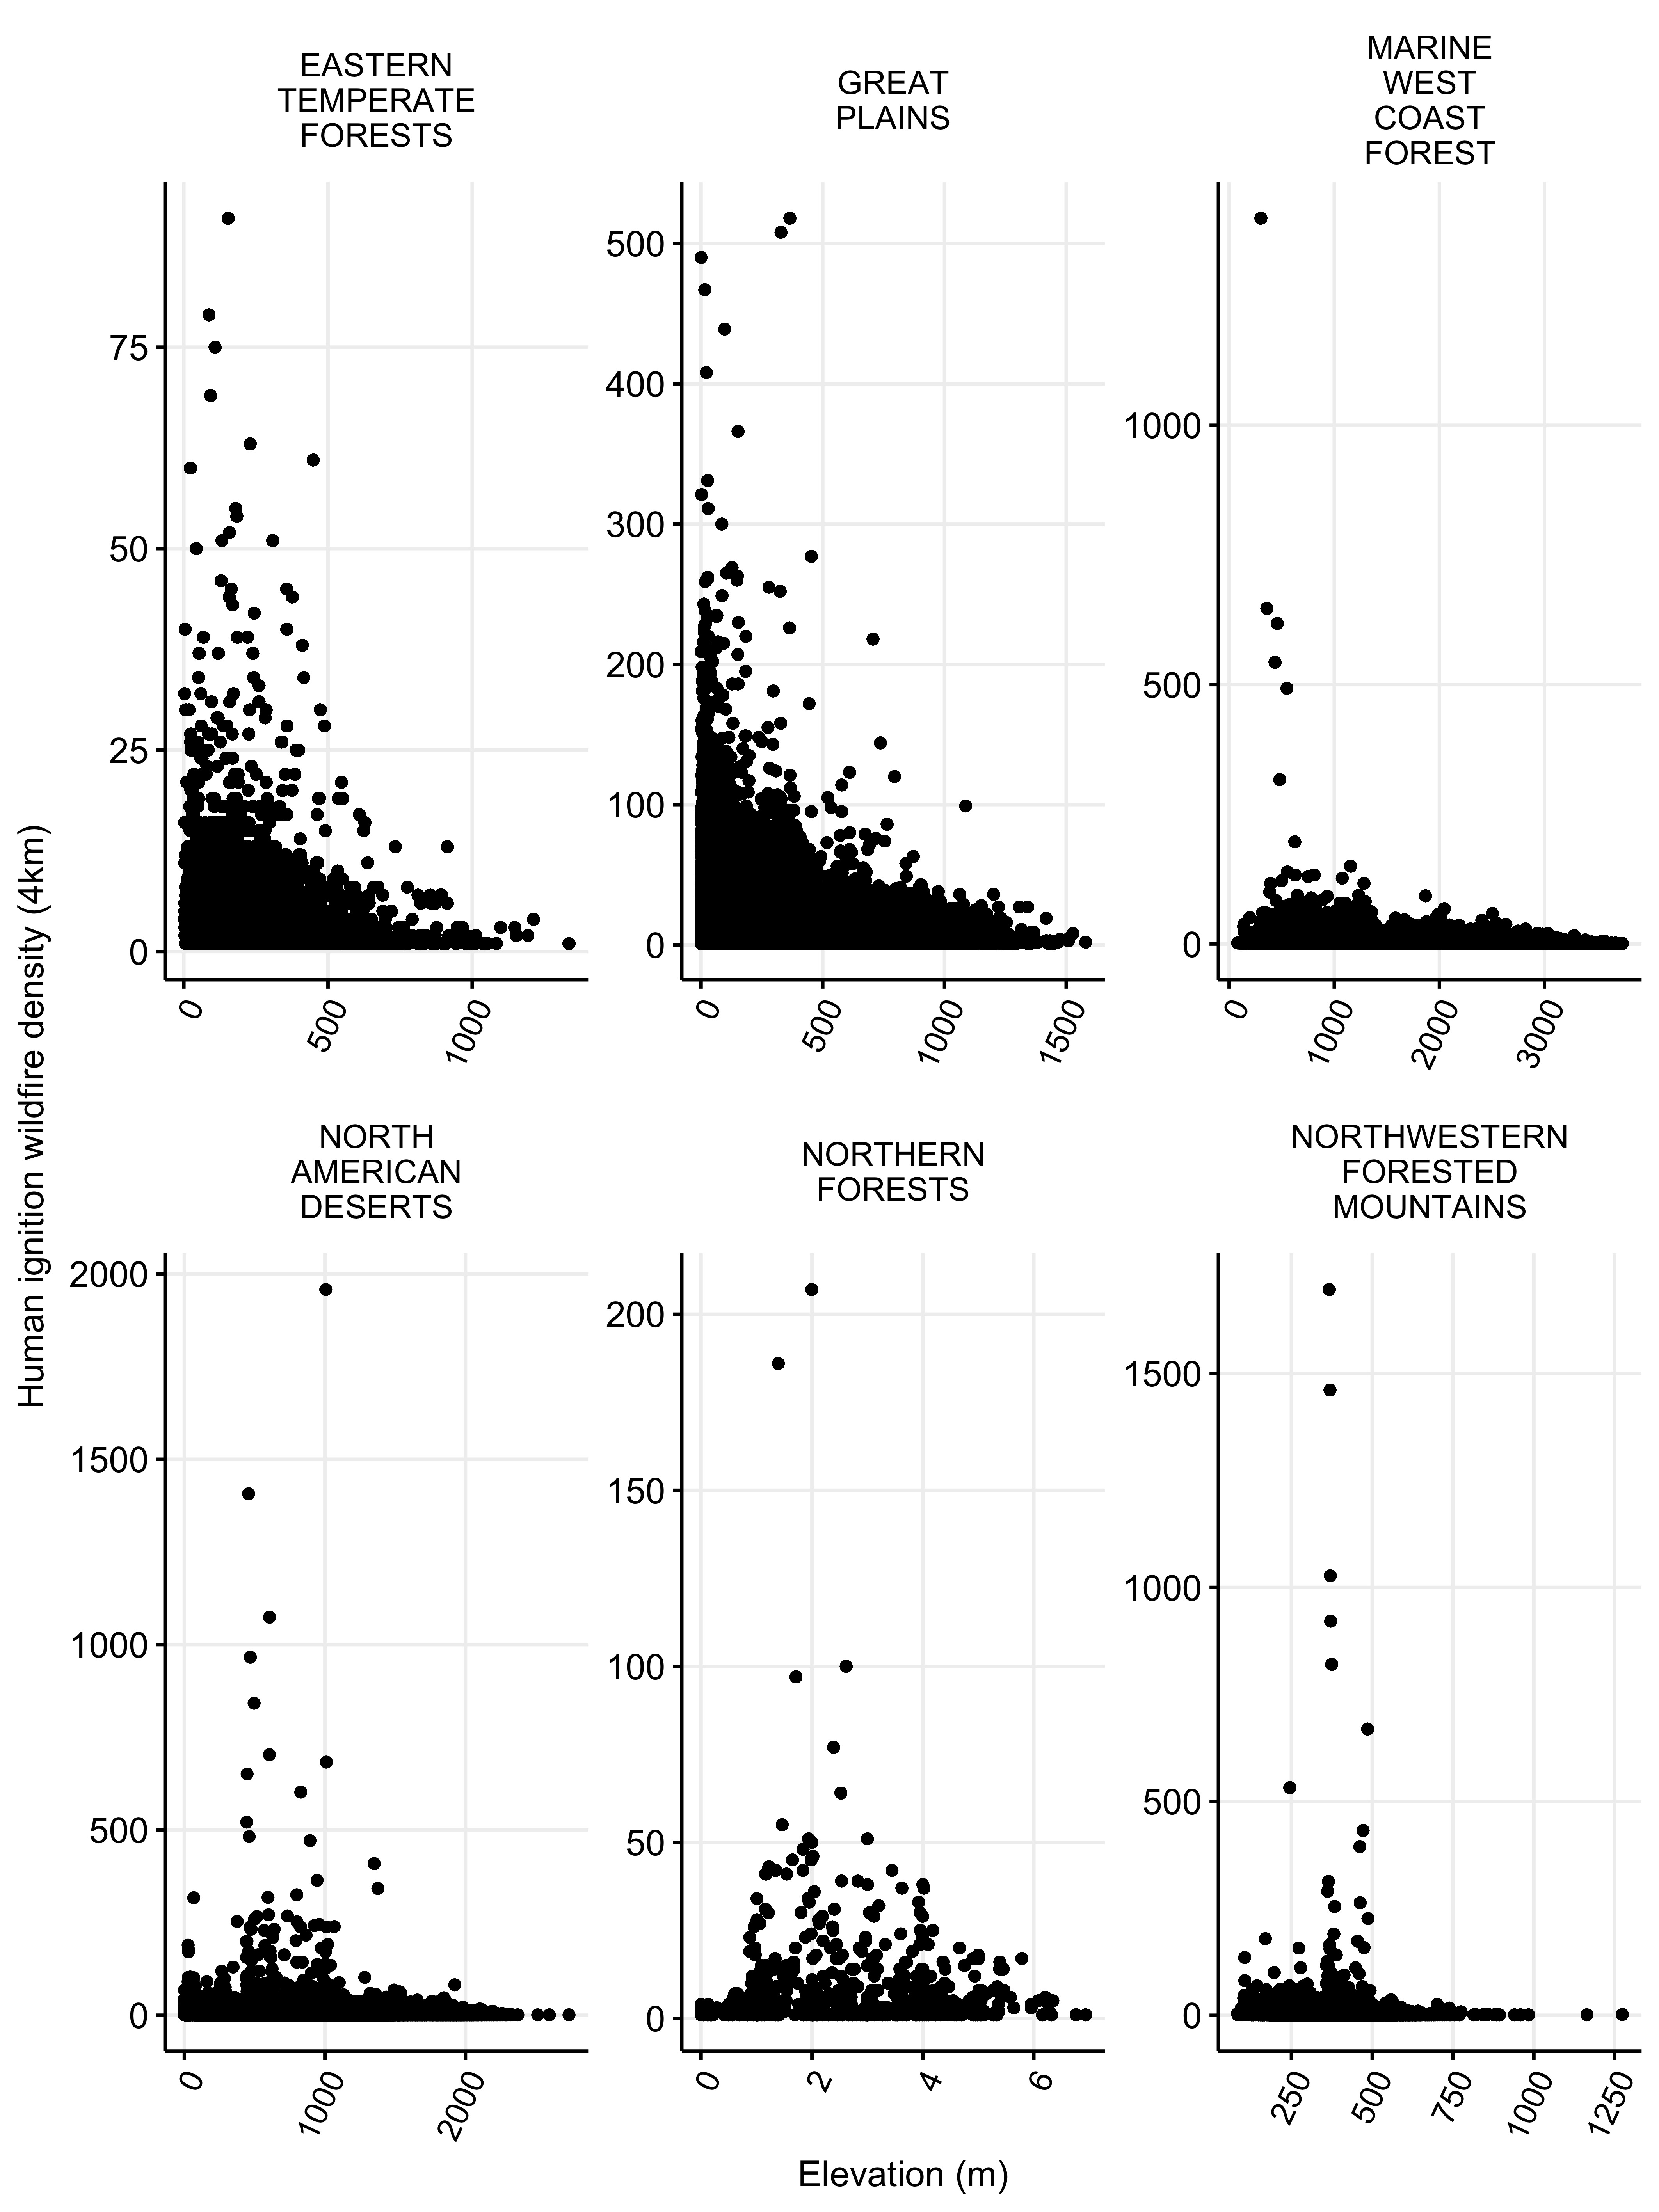 EASTERN
TEMPERATE
FORESTS
GREAT
PLAINS
MARINE
WEST
COAST
FOREST
75
50
25
0
0
500
1000
500
400
300
200
100
0
0
500
1000
1500
1000
500
0
0
1000
2000
3000
Human ignition wildfire density (4km)
NORTH
AMERICAN
DESERTS
NORTHERN
FORESTS
NORTHWESTERN
FORESTED
MOUNTAINS
2000
1500
1000
500
0
0
1000
2000
200
150
100
50
0
0
2
4
6
1500
1000
500
0
250
500
750
1000
1250
Elevation (m)